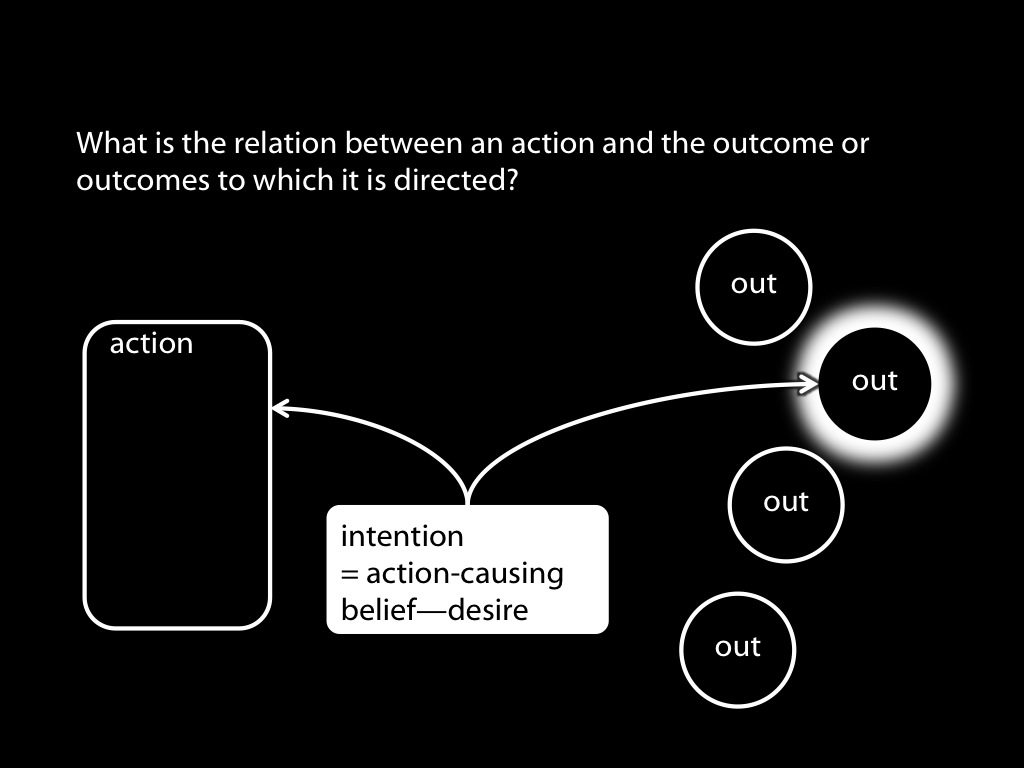 What is the relation between an action and the outcome or
outcomes to which it is directed?
out
action
out
out
intention
= action-causing
belief—desire
out